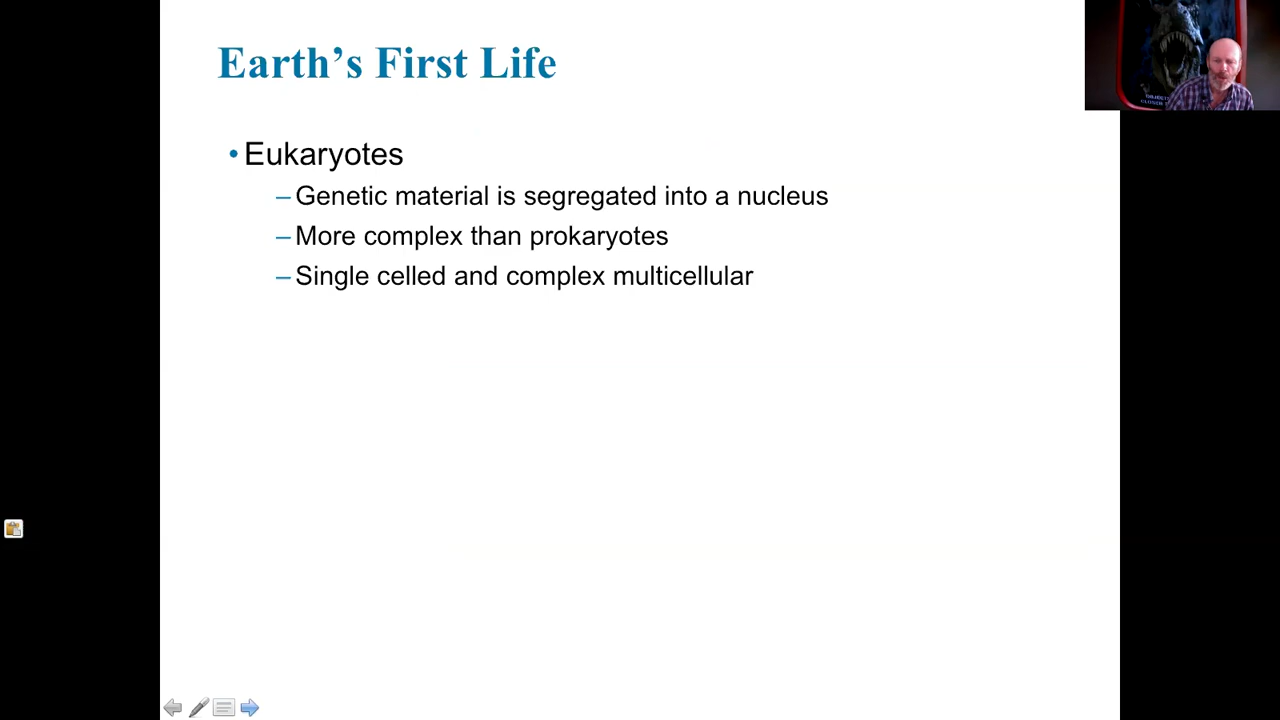 Earth's First Life
• Eukaryotes
– Genetic material is segregated into a nucleus
– More complex than prokaryotes
– Single celled and complex multicellular